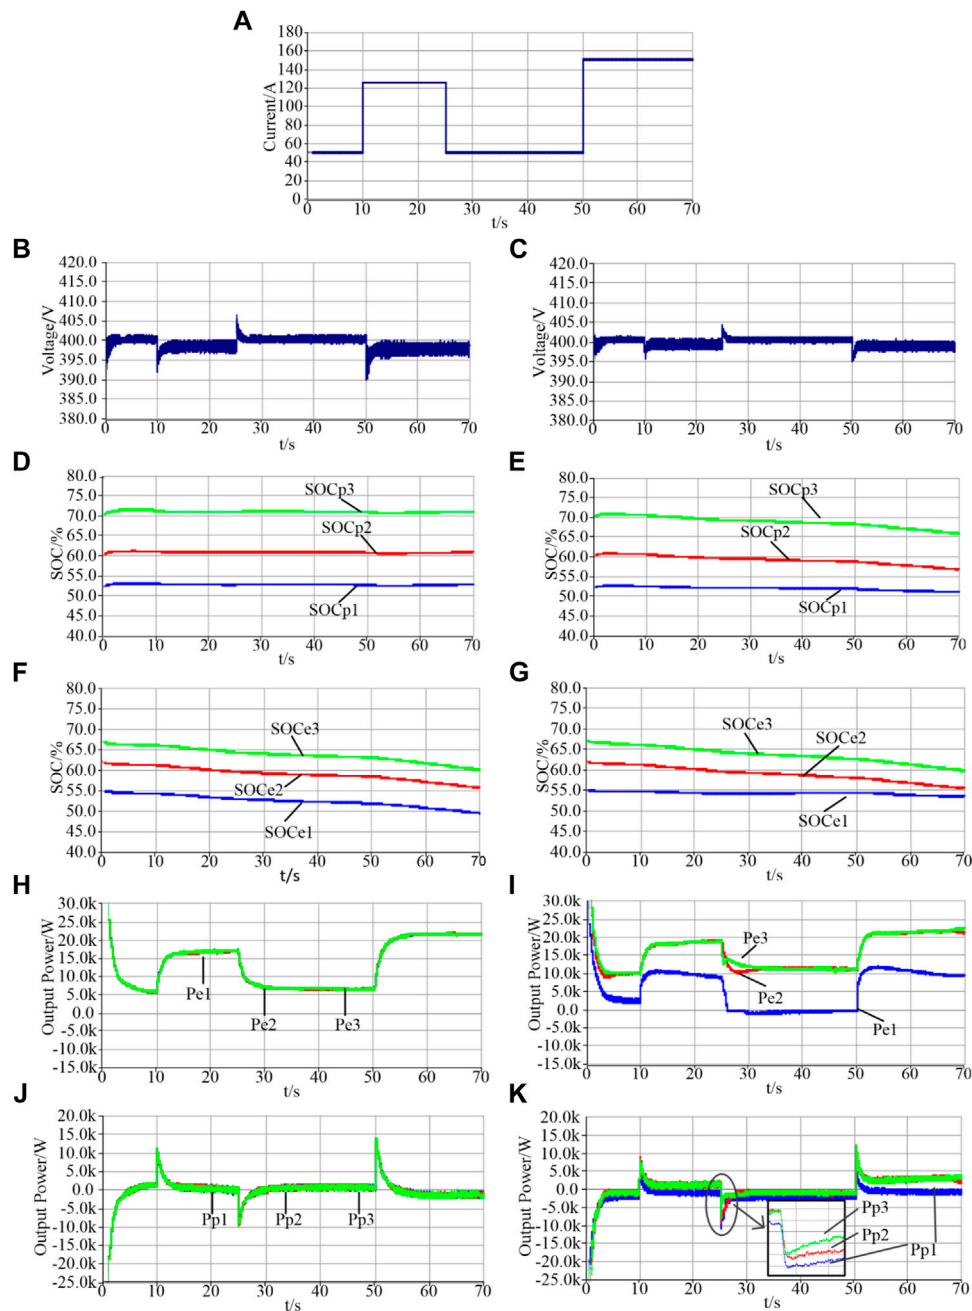 A
180
160
140
120
100
80
60
40
20
0
Current/A
0 10 20 30 40 50 60 70
t/s
B
420.0
415.0
410.0
405.0
400.0
395.0
390.0
385.0
380.0
Voltage/V
0 10 20 30 40 50 60 70
t/s
C
420.0
415.0
410.0
405.0
400.0
395.0
390.0
385.0
380.0
Voltage/V
0 10 20 30 40 50 60 70
t/s
D
80.0
75.0
70.0
65.0
60.0
55.0
50.0
45.0
40.0
SOC/%
SOCp3
SOCp2
SOCp1
0 10 20 30 40 50 60 70
t/s
E
80.0
75.0
70.0
65.0
60.0
55.0
50.0
45.0
40.0
SOC/%
SOCp3
SOCp2
SOCp1
0 10 20 30 40 50 60 70
t/s
F
80.0
75.0
70.0
65.0
60.0
55.0
50.0
45.0
40.0
SOC/%
SOCe3
SOCe2
SOCe1
0 10 20 30 40 50 60 70
t/s
G
80.0
75.0
70.0
65.0
60.0
55.0
50.0
45.0
40.0
SOC/%
SOCe3
SOCe2
SOCe1
0 10 20 30 40 50 60 70
t/s
H
30.0k
25.0k
20.0k
15.0k
10.0k
5.0k
0.0
-5.0k
-10.0k
-15.0k
Output Power/W
Pe1
Pe2
Pe3
0 10 20 30 40 50 60 70
t/s
I
30.0k
25.0k
20.0k
15.0k
10.0k
5.0k
0.0
-5.0k
-10.0k
-15.0k
Output Power/W
Pe3
Pe2
Pe1
0 10 20 30 40 50 60 70
t/s
J
20.0k
15.0k
10.0k
5.0k
0.0
-5.0k
-10.0k
-15.0k
-20.0k
-25.0k
Output Power/W
Pp1
Pp2
Pp3
0 10 20 30 40 50 60 70
t/s
K
20.0k
15.0k
10.0k
5.0k
0.0
-5.0k
-10.0k
-15.0k
-20.0k
-25.0k
Output Power/W
Pp3
Pp2
Pp1
0 10 20 30 40 50 60 70
t/s